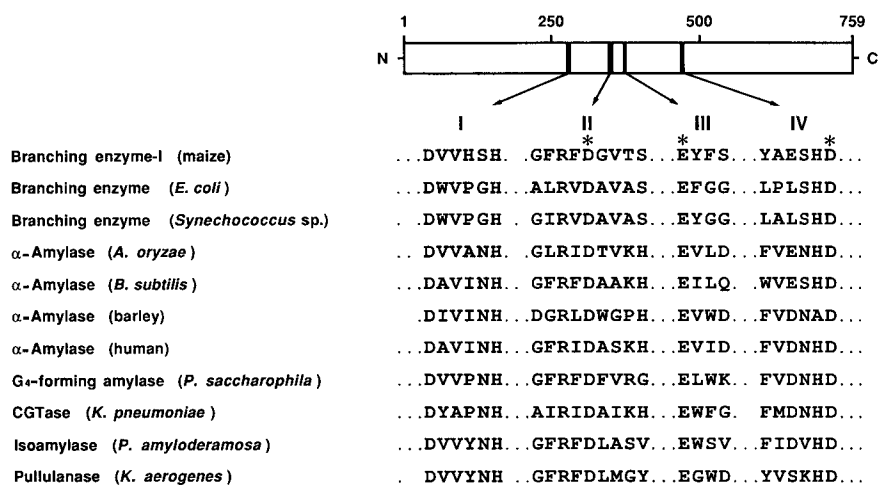 1 250 500 759
N C
I II III IV
* * *
Branching enzyme-I (maize) ...DVVHSH. .GFRFDGVTS...EYFS...YAESHD...
Branching enzyme (E. coli) ...DWVPGH. .ALRVDAVAS...EFGG...LPLSHD...
Branching enzyme (Synechococcus sp.) ...DWVPGH. .GIRVDAVAS...EYGG...LALSHD...
α-Amylase (A. oryzae) ...DVVANH...GLRIDTVKH...EVLD...FVENHD...
α-Amylase (B. subtilis) ...DAVINH...GFRFDAAKH...EILQ. ..WVESHD...
α-Amylase (barley) DIVINH...DGRLDWGPH...EVWD...FVDNAD...
α-Amylase (human) ...DAVINH...GFRIDASKH...EVID...FVDNHD...
G₄-forming amylase (P. saccharophila) ...DVVPNH...GFRFDFVRG...ELWK...FVDNHD...
CGTase (K. pneumoniae) ...DYAPNH...AIRIDAIKH...EWFG...FMDNHD...
Isoamylase (P. amyloderamosa) ...DVVYNH...GFRFDLASV...EWSV...FIDVHD...
Pullulanase (K. aerogenes) . DVVYNH...GFRFDLMGY...EGWD...YVSKHD...